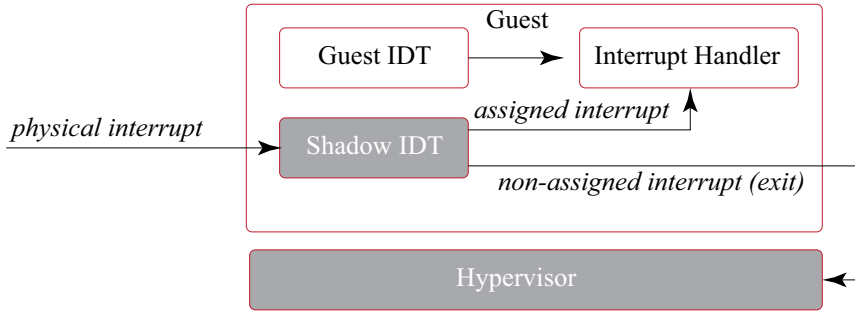 Guest
Guest IDT
Interrupt Handler
assigned interrupt
physical interrupt
Shadow IDT
non-assigned interrupt (exit)
Hypervisor